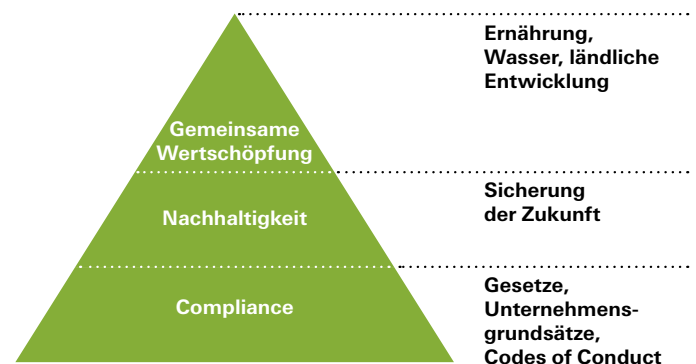 Ernährung,
Wasser, ländliche
Entwicklung
Gemeinsame
Wertschöpfung
Sicherung
der Zukunft
Nachhaltigkeit
Gesetze,
Unternehmens-
grundsätze,
Codes of Conduct
Compliance